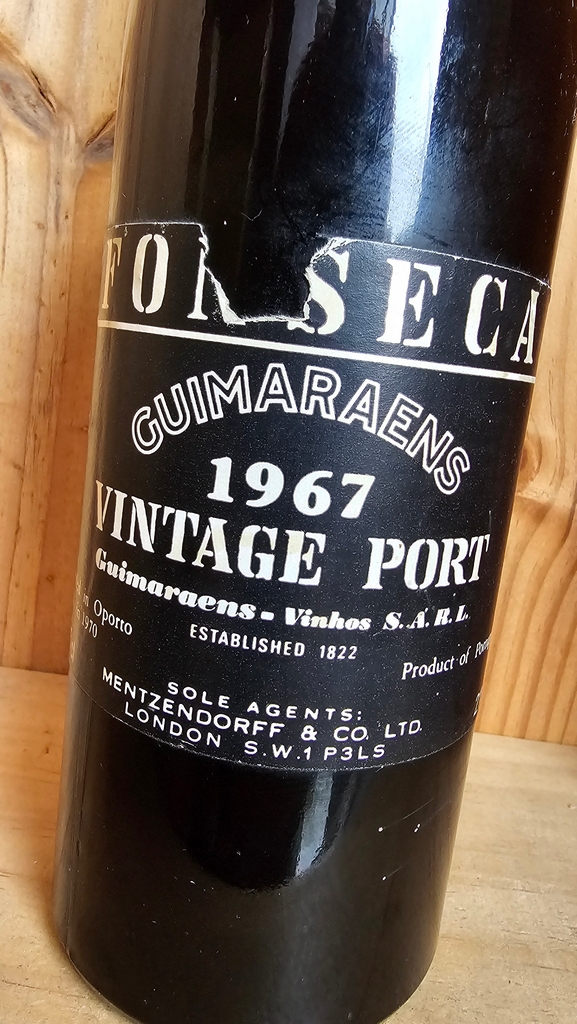 FONSECA
GUIMARAENS
1967
VINTAGE PORT
Guimaraens - Vinhos S.A.R.L.
ESTABLISHED 1822
in Oporto
1970
Product of
SOLE AGENTS:
MENTZENDORFF & CO. LTD.
LONDON S.W.1 P3LS